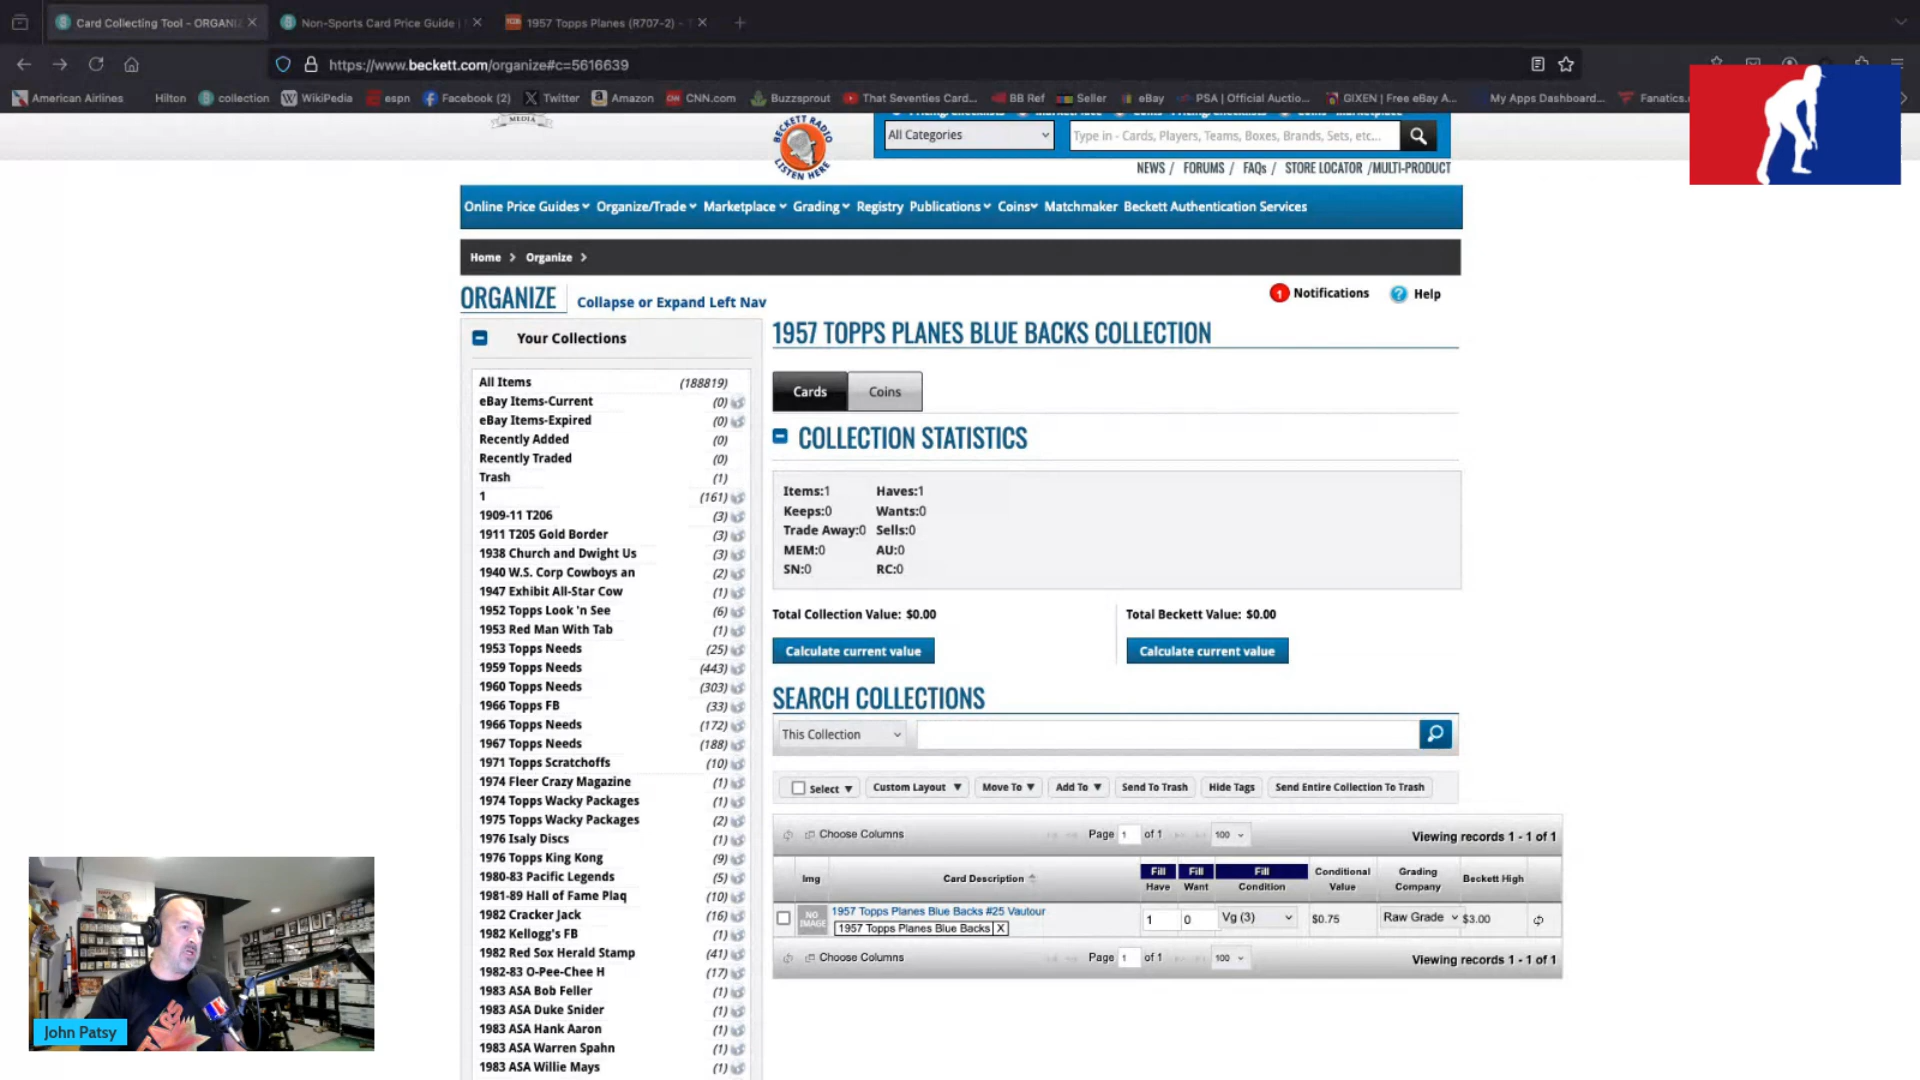 Card Collecting Tool - ORGANI
Non-Sports Card Price Guide |
1957 Topps Planes (R707-2) -
https://www.beckett.com/organize#c=5616639
American Airlines
Hilton
collection
WikiPedia
espn
Facebook (2)
Twitter
Amazon
CNN.com
Buzzsprout
That Seventies Card...
BB Ref
Seller
eBay
PSA | Official Auctio...
GIXEN | Free eBay A...
My Apps Dashboard...
Fanatics.
MEDIA
BECKETT RADIO
LISTEN HERE
All Categories
Type in - Cards, Players, Teams, Boxes, Brands, Sets, etc...
NEWS / FORUMS / FAQs / STORE LOCATOR /MULTI-PRODUCT
Online Price Guides Organize/Trade Marketplace Grading Registry Publications Coins Matchmaker Beckett Authentication Services
Home > Organize >
ORGANIZE
Collapse or Expand Left Nav
1 Notifications
? Help
Your Collections
All Items (188819)
eBay Items-Current (0)
eBay Items-Expired (0)
Recently Added (0)
Recently Traded (0)
Trash (1)
1 (161)
1909-11 T206 (3)
1911 T205 Gold Border (3)
1938 Church and Dwight Us (3)
1940 W.S. Corp Cowboys an (2)
1947 Exhibit All-Star Cow (1)
1952 Topps Look 'n See (6)
1953 Red Man With Tab (1)
1953 Topps Needs (25)
1959 Topps Needs (443)
1960 Topps Needs (303)
1966 Topps FB (33)
1966 Topps Needs (172)
1967 Topps Needs (188)
1971 Topps Scratchoffs (10)
1974 Fleer Crazy Magazine (1)
1974 Topps Wacky Packages (1)
1975 Topps Wacky Packages (2)
1976 Isaly Discs (1)
1976 Topps King Kong (9)
1980-83 Pacific Legends (5)
1981-89 Hall of Fame Plaq (10)
1982 Cracker Jack (16)
1982 Kellogg's FB (1)
1982 Red Sox Herald Stamp (41)
1982-83 O-Pee-Chee H (17)
1983 ASA Bob Feller (1)
1983 ASA Duke Snider (1)
1983 ASA Hank Aaron (1)
1983 ASA Warren Spahn (1)
1983 ASA Willie Mays (1)
1957 TOPPS PLANES BLUE BACKS COLLECTION
Cards
Coins
COLLECTION STATISTICS
Items:1 Haves:1
Keeps:0 Wants:0
Trade Away:0 Sells:0
MEM:0 AU:0
SN:0 RC:0
Total Collection Value: $0.00
Total Beckett Value: $0.00
Calculate current value
Calculate current value
SEARCH COLLECTIONS
This Collection
Select ▼
Custom Layout ▼
Move To ▼
Add To ▼
Send To Trash
Hide Tags
Send Entire Collection To Trash
Choose Columns
Page 1 of 1
100
Viewing records 1 - 1 of 1
Img
Card Description
Fill Have
Fill Want
Fill Condition
Conditional Value
Grading Company
Beckett High
NO IMAGE
1957 Topps Planes Blue Backs #25 Vautour
1957 Topps Planes Blue Backs X
1
0
Vg (3)
$0.75
Raw Grade
$3.00
Choose Columns
Page 1 of 1
100
Viewing records 1 - 1 of 1
John Patsy